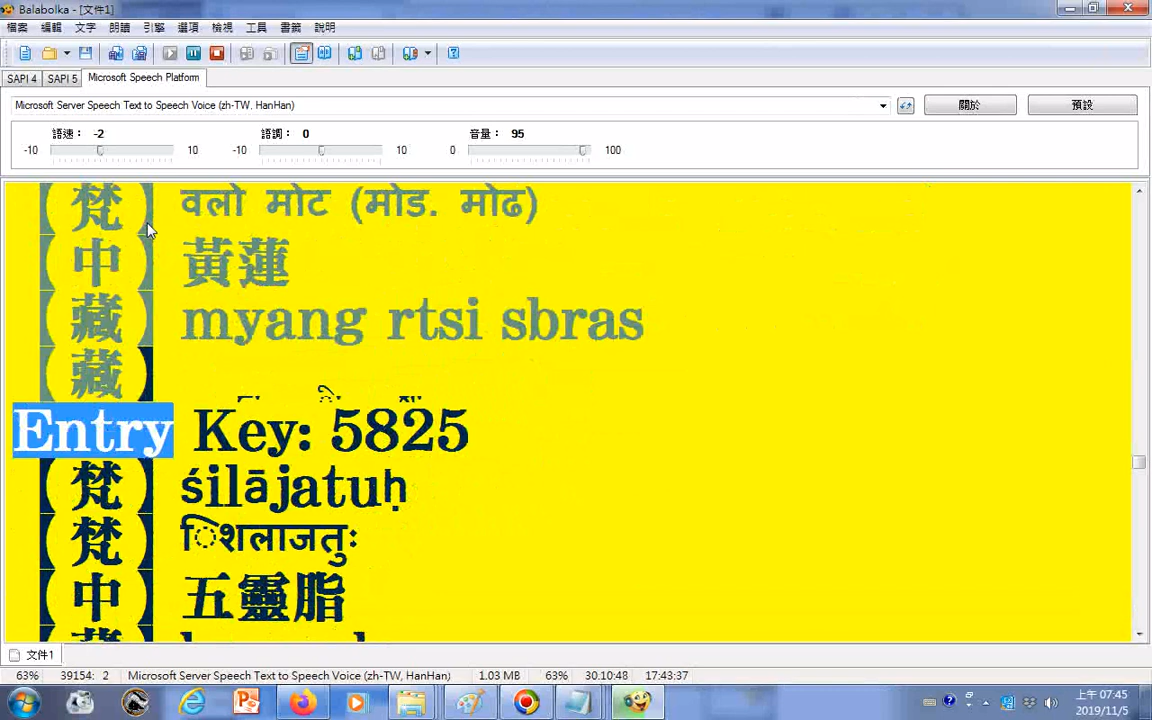 Balabolka - [文件1]
檔案 編輯 文字 朗讀 引擎 選項 檢視 工具 書籤 說明
SAPI 4 SAPI 5 Microsoft Speech Platform
Microsoft Server Speech Text to Speech Voice (zh-TW, HanHan) 關於 預設
語速： -2 語調： 0 音量： 95
-10 10 -10 10 0 100
【梵】 वलो मोट (मोड. मोढ)
【中】 黃蓮
【藏】 myang rtsi sbras
【藏】
Entry Key: 5825
【梵】 śilājatuḥ
【梵】 िशलाजतुः
【中】 五靈脂
文件1
63% 39154: 2 Microsoft Server Speech Text to Speech Voice (zh-TW, HanHan) 1.03 MB 63% 30.10:48 17:43:37
上午 07:45
2019/11/5